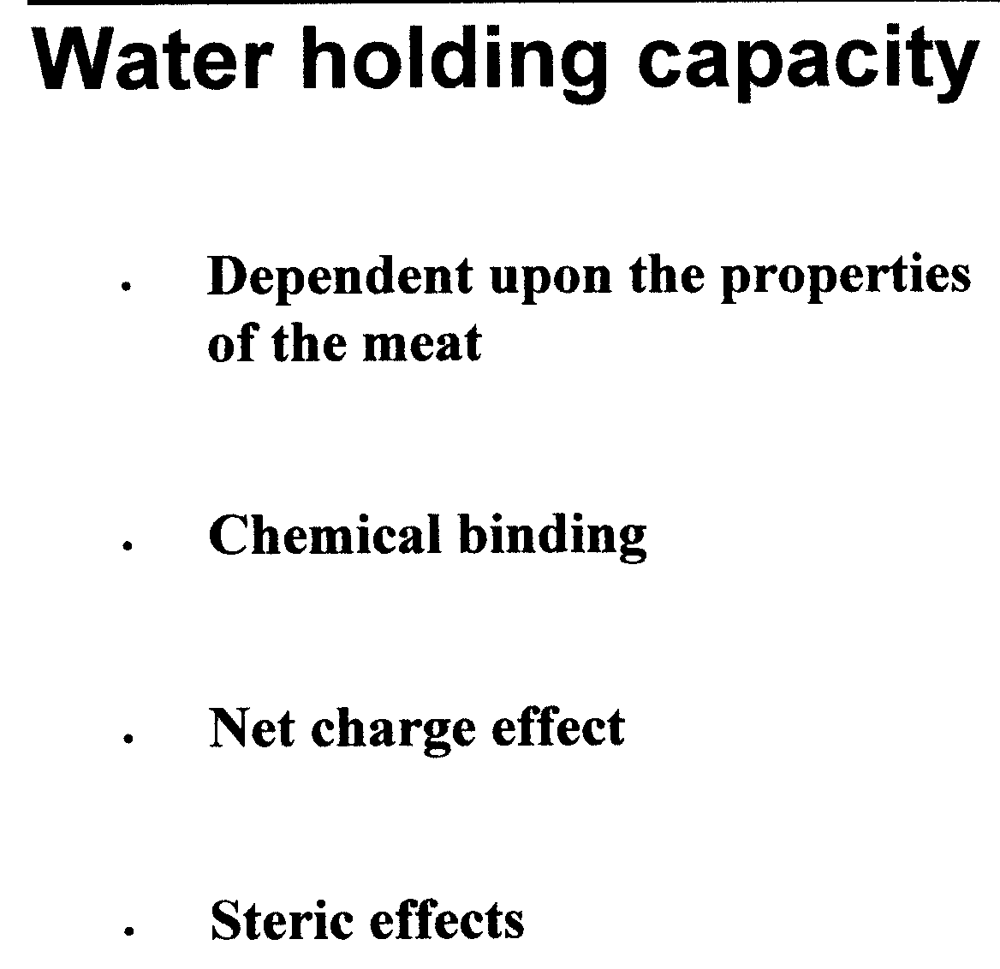 Water holding capacity
. Dependent upon the properties
of the meat
. Chemical binding
. Net charge effect
. Steric effects